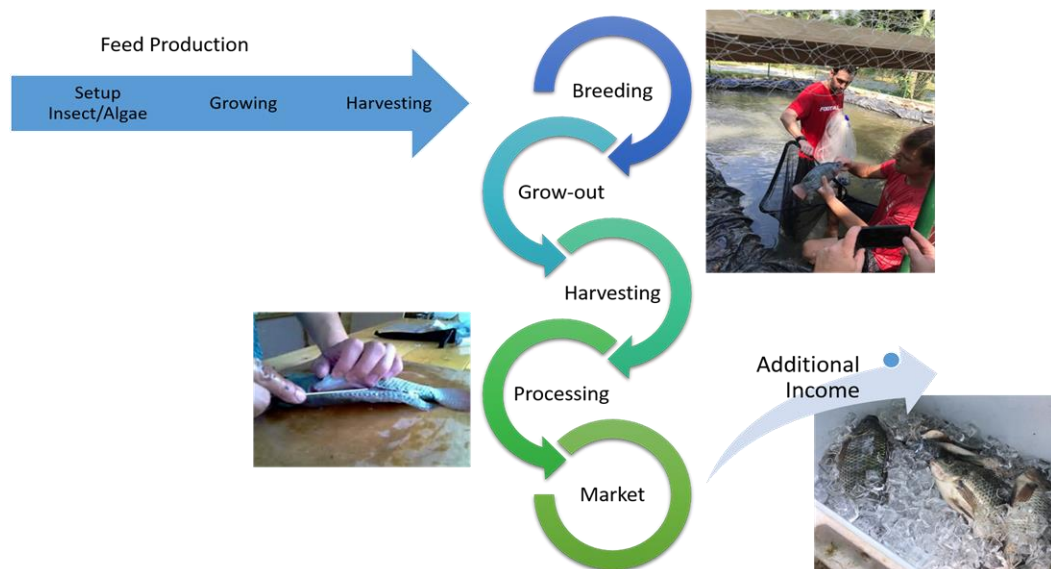 Feed Production
Setup
Insect/Algae
Growing
Harvesting
Breeding
Grow-out
Harvesting
Processing
Additional
Income
Market